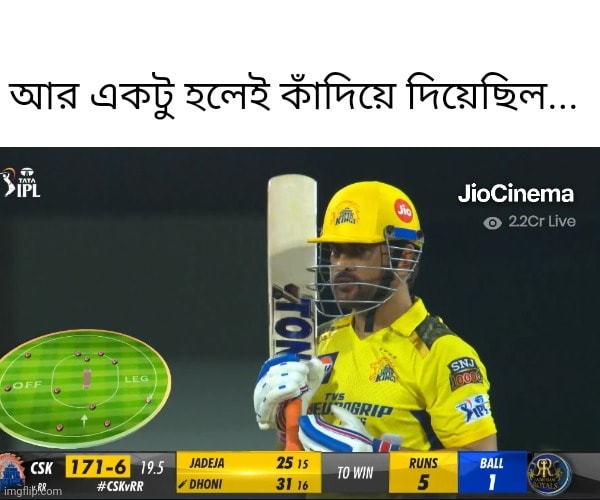 আর একটু হলেই কাঁদিয়ে দিয়েছিল...
TATA
IPL
JioCinema
2.2Cr Live
Jio
KINGS
TON
SNJ
10000
TVS
EUROGRIP
IPL
OFF
LEG
CSK 171-6 19.5
v RR #CSKvRR
JADEJA 25 15
DHONI 31 16
TO WIN
RUNS
5
BALL
1
RR
ROYALS
imgflip.com